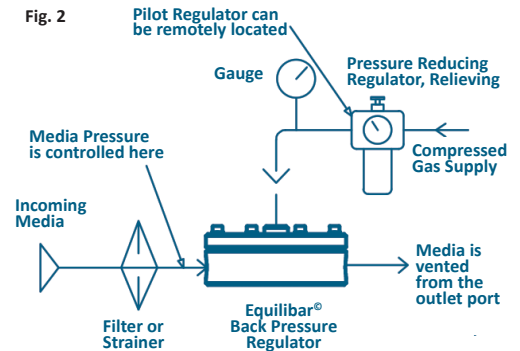 Fig. 2
Pilot Regulator can
be remotely located
Gauge
Pressure Reducing
Regulator, Relieving
Media Pressure
is controlled here
Compressed
Gas Supply
Incoming
Media
Media is
vented
from the
outlet port
Filter or
Strainer
Equilibar©
Back Pressure
Regulator